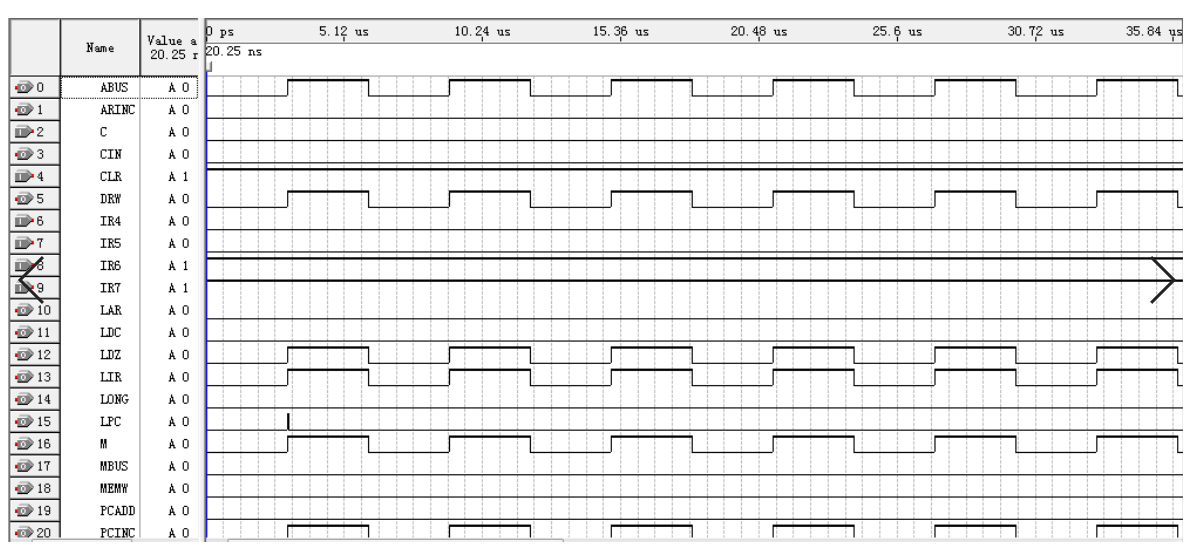 Name
Value a
20.25 r
0 ps 5.12 us 10.24 us 15.36 us 20.48 us 25.6 us 30.72 us 35.84 us
20.25 ns
0 ABUS A 0
1 ARINC A 0
2 C A 0
3 CIN A 0
4 CLR A 1
5 DRW A 0
6 IR4 A 0
7 IR5 A 0
8 IR6 A 1
9 IR7 A 1
10 LAR A 0
11 LDC A 0
12 LDZ A 0
13 LIR A 0
14 LONG A 0
15 LPC A 0
16 M A 0
17 MBUS A 0
18 MEMW A 0
19 PCADD A 0
20 PCINC A 0